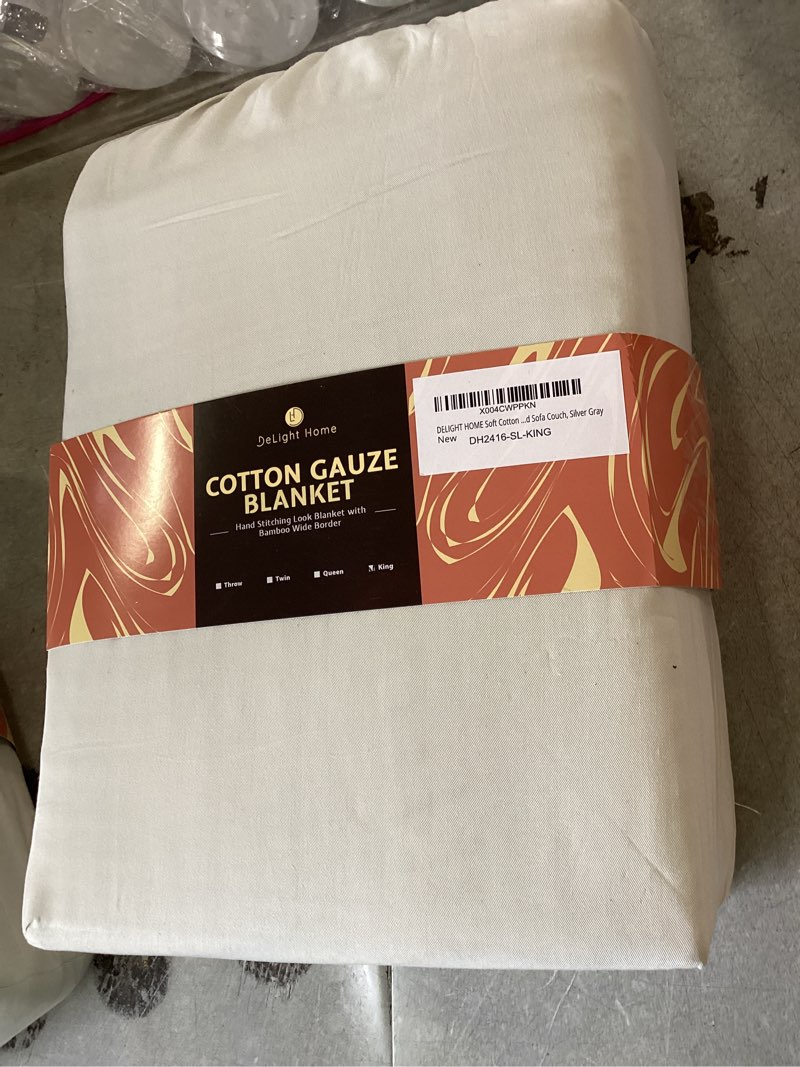 DeLight Home
COTTON GAUZE
BLANKET
Hand Stitching Look Blanket with
Bamboo Wide Border
Throw
Twin
Queen
King
X004CWPPKN
DELIGHT HOME Soft Cotton ...d Sofa Couch, Silver Gray
New DH2416-SL-KING